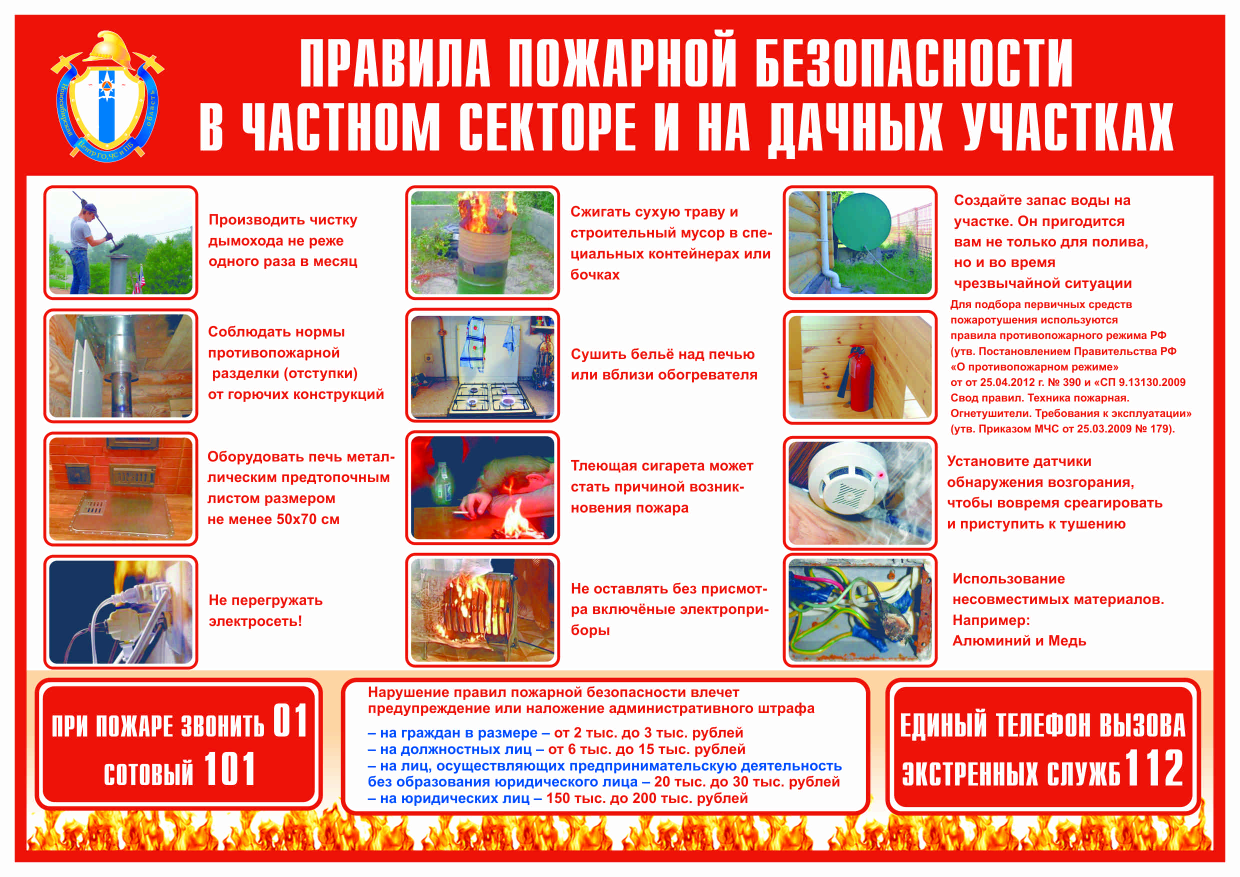 ПРАВИЛА ПОЖАРНОЙ БЕЗОПАСНОСТИ
В ЧАСТНОМ СЕКТОРЕ И НА ДАЧНЫХ УЧАСТКАХ
Новосибирская
область
Центр ГО, ЧС и ПБ
Производить чистку
дымохода не реже
одного раза в месяц
Соблюдать нормы
противопожарной
разделки (отступки)
от горючих конструкций
Оборудовать печь метал-
лическим предтопочным
листом размером
не менее 50х70 см
Не перегружать
электросеть!
Сжигать сухую траву и
строительный мусор в спе-
циальных контейнерах или
бочках
Сушить бельё над печью
или вблизи обогревателя
Тлеющая сигарета может
стать причиной возник-
новения пожара
Не оставлять без присмот-
ра включёные электропри-
боры
Создайте запас воды на
участке. Он пригодится
вам не только для полива,
но и во время
чрезвычайной ситуации
Для подбора первичных средств
пожаротушения используются
правила противопожарного режима РФ
(утв. Постановлением Правительства РФ
«О противопожарном режиме»
от от 25.04.2012 г. № 390 и «СП 9.13130.2009
Свод правил. Техника пожарная.
Огнетушители. Требования к эксплуатации»
(утв. Приказом МЧС от 25.03.2009 № 179).
Установите датчики
обнаружения возгорания,
чтобы вовремя среагировать
и приступить к тушению
Использование
несовместимых материалов.
Например:
Алюминий и Медь
ПРИ ПОЖАРЕ ЗВОНИТЬ 01
СОТОВЫЙ 101
Нарушение правил пожарной безопасности влечет
предупреждение или наложение административного штрафа
– на граждан в размере – от 2 тыс. до 3 тыс. рублей
– на должностных лиц – от 6 тыс. до 15 тыс. рублей
– на лиц, осуществляющих предпринимательскую деятельность
без образования юридического лица – 20 тыс. до 30 тыс. рублей
– на юридических лиц – 150 тыс. до 200 тыс. рублей
ЕДИНЫЙ ТЕЛЕФОН ВЫЗОВА
ЭКСТРЕННЫХ СЛУЖБ 112